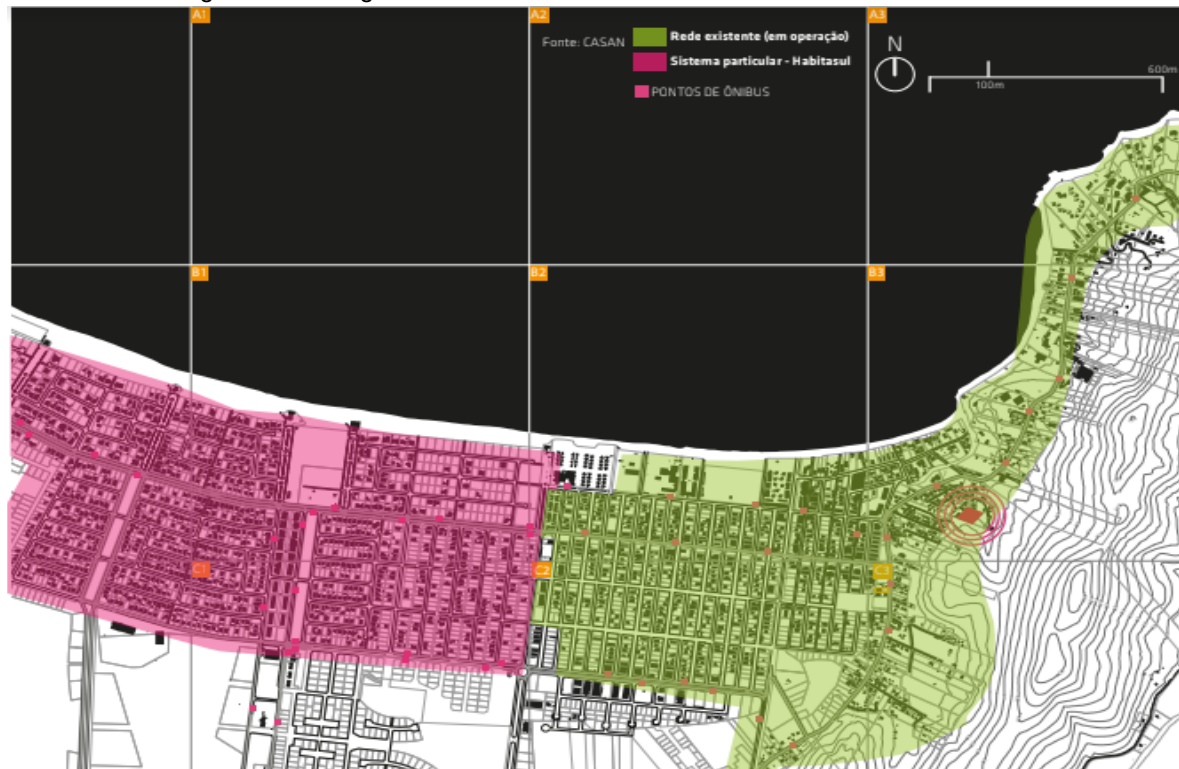 A1
A2
A3
Fonte: CASAN
Rede existente (em operação)
Sistema particular - Habitasul
PONTOS DE ÔNIBUS
N
600m
100m
B1
B2
B3
C1
C2
C3